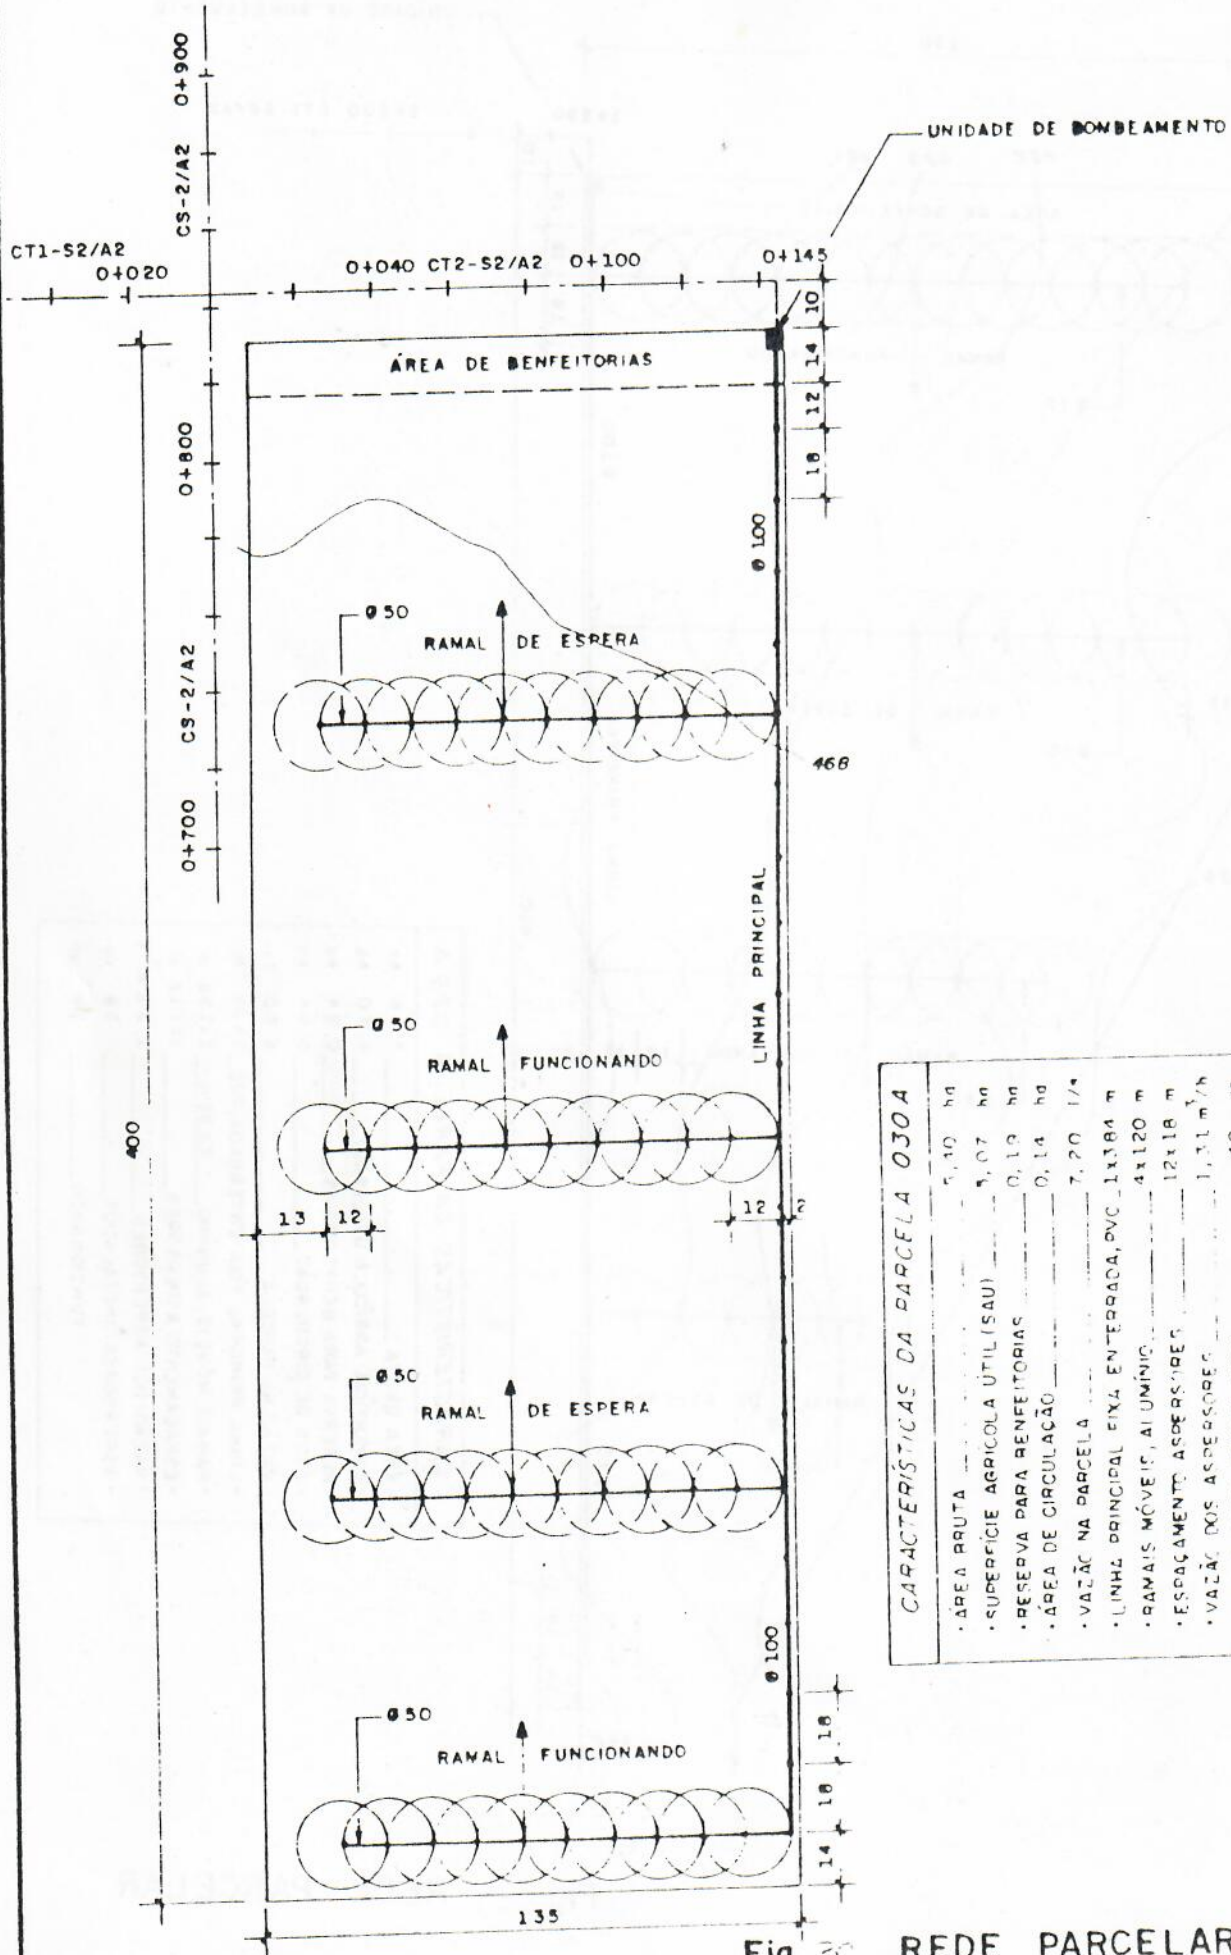 0+900
CS-2/A2
UNIDADE DE BOMBEAMENTO
CT1-S2/A2
0+020
0+040 CT2-S2/A2 0+100
0+145
10
14
12
18
ÁREA DE BENFEITORIAS
0+800
Ø 100
Ø 50
RAMAL DE ESPERA
CS-2/A2
468
0+700
LINHA PRINCIPAL
Ø 50
RAMAL FUNCIONANDO
400
13
12
12
2
Ø 50
RAMAL DE ESPERA
Ø 100
Ø 50
RAMAL FUNCIONANDO
18
18
14
135
CARACTERÍSTICAS DA PARCELA 030A
• ÁREA BRUTA ha
• SUPERFÍCIE AGRÍCOLA ÚTIL (SAU) ha
• RESERVA PARA BENFEITORIAS 0,19 ha
• ÁREA DE CIRCULAÇÃO 0,14 ha
• VAZÃO NA PARCELA 7,20 l/s
• LINHA PRINCIPAL FIXA ENTERRADA, PVC 1x384 m
• RAMAIS MÓVEIS, ALUMÍNIO 4x120 m
• ESPAÇAMENTO ASPERSORES 12x18 m
• VAZÃO DOS ASPERSORES 1,31 m³/h
Fig. REDE PARCELAR